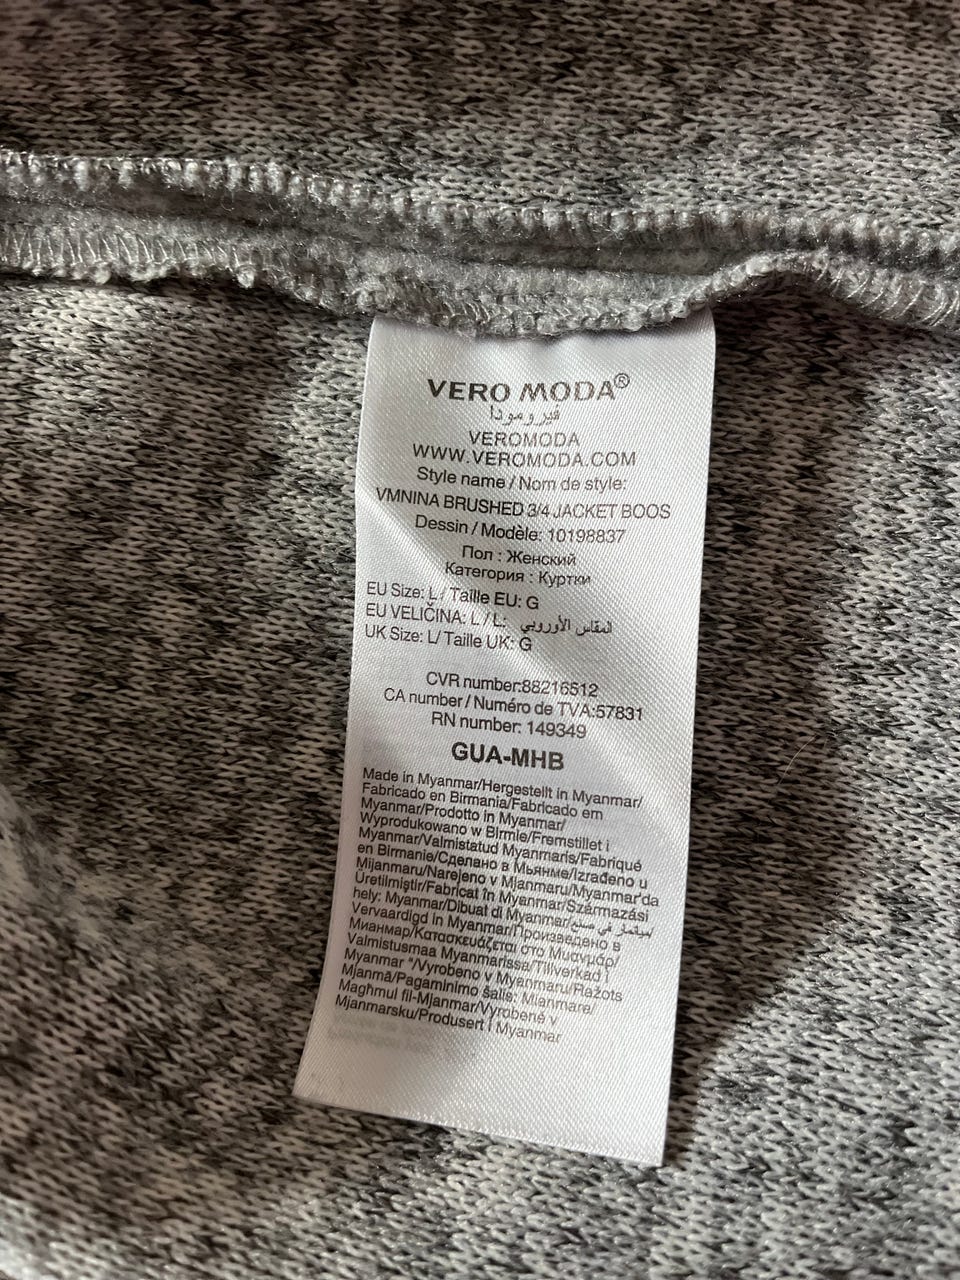 VERO MODA®
فيرومودا
VEROMODA
WWW.VEROMODA.COM
Style name / Nom de style:
VMNINA BRUSHED 3/4 JACKET BOOS
Dessin / Modèle: 10198837
Пол : Женский
Категория : Куртки
EU Size: L / Taille EU: G
EU VELIČINA: L / L: المقاس الأوروبي
UK Size: L/ Taille UK: G
CVR number:88216512
CA number / Numéro de TVA:57831
RN number: 149349
GUA-MHB
Made in Myanmar/Hergestellt in Myanmar/
Fabricado en Birmania/Fabricado em
Myanmar/Prodotto in Myanmar/
Wyprodukowano w Birmie/Fremstillet i
Myanmar/Valmistatud Myanmaris/Fabriqué
en Birmanie/Сделано в Мьянме/Izrađeno u
Mijanmaru/Narejeno v Mjanmaru/Myanmar'da
Üretilmiştir/Fabricat în Myanmar/Származási
hely: Myanmar/Dibuat di Myanmar/صنع في ميانمار/
Vervaardigd in Myanmar/Произведено в
Мианмар/Κατασκευάζεται στο Μυανμάρ/
Valmistusmaa Myanmarissa/Tillverkad i
Myanmar "/Vyrobeno v Myanmaru/Ražots
Mjanmā/Pagaminimo šalis: Mianmare/
Magħmul fil-Mjanmar/Vyrobené v
Mjanmarsku/Produsert i Myanmar